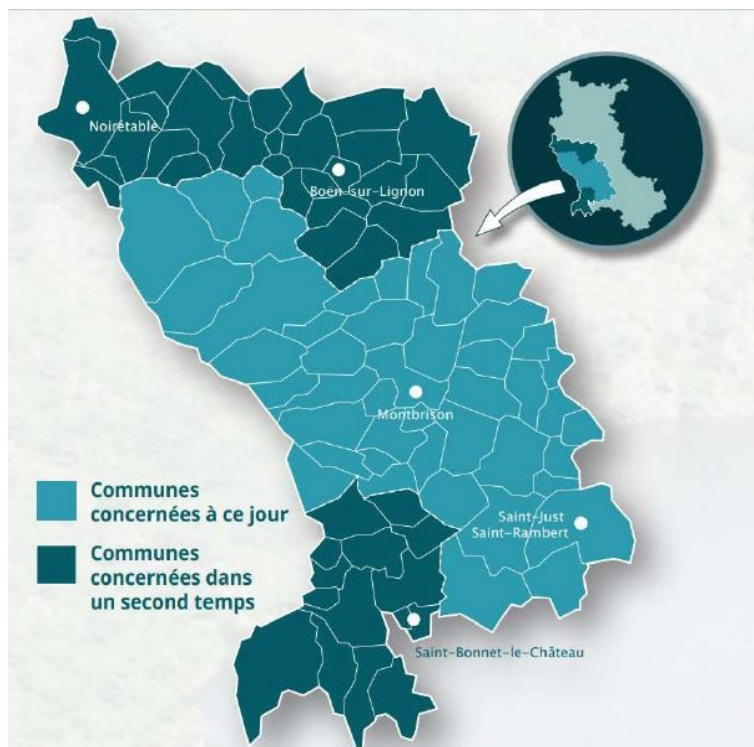 Noirétable
Boën-sur-Lignon
Montbrison
Communes
concernées à ce jour
Saint-Just
Saint-Rambert
Communes
concernées dans
un second temps
Saint-Bonnet-le-Château